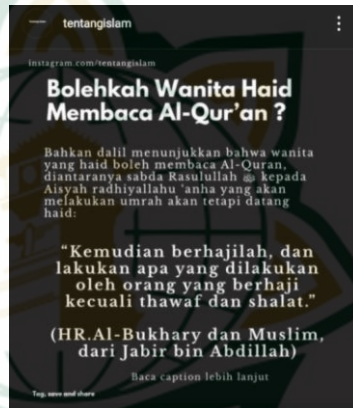 tentangislam
instagram.com/tentangislam
Bolehkah Wanita Haid
Membaca Al-Qur'an ?
Bahkan dalil menunjukkan bahwa wanita
yang haid boleh membaca Al-Quran,
diantaranya sabda Rasulullah ﷺ kepada
Aisyah radhiyallahu 'anha yang akan
melakukan umrah akan tetapi datang
haid:
“Kemudian berhajilah, dan
lakukan apa yang dilakukan
oleh orang yang berhaji
kecuali thawaf dan shalat.”
(HR.Al-Bukhary dan Muslim,
dari Jabir bin Abdillah)
Baca caption lebih lanjut
Tag, save and share